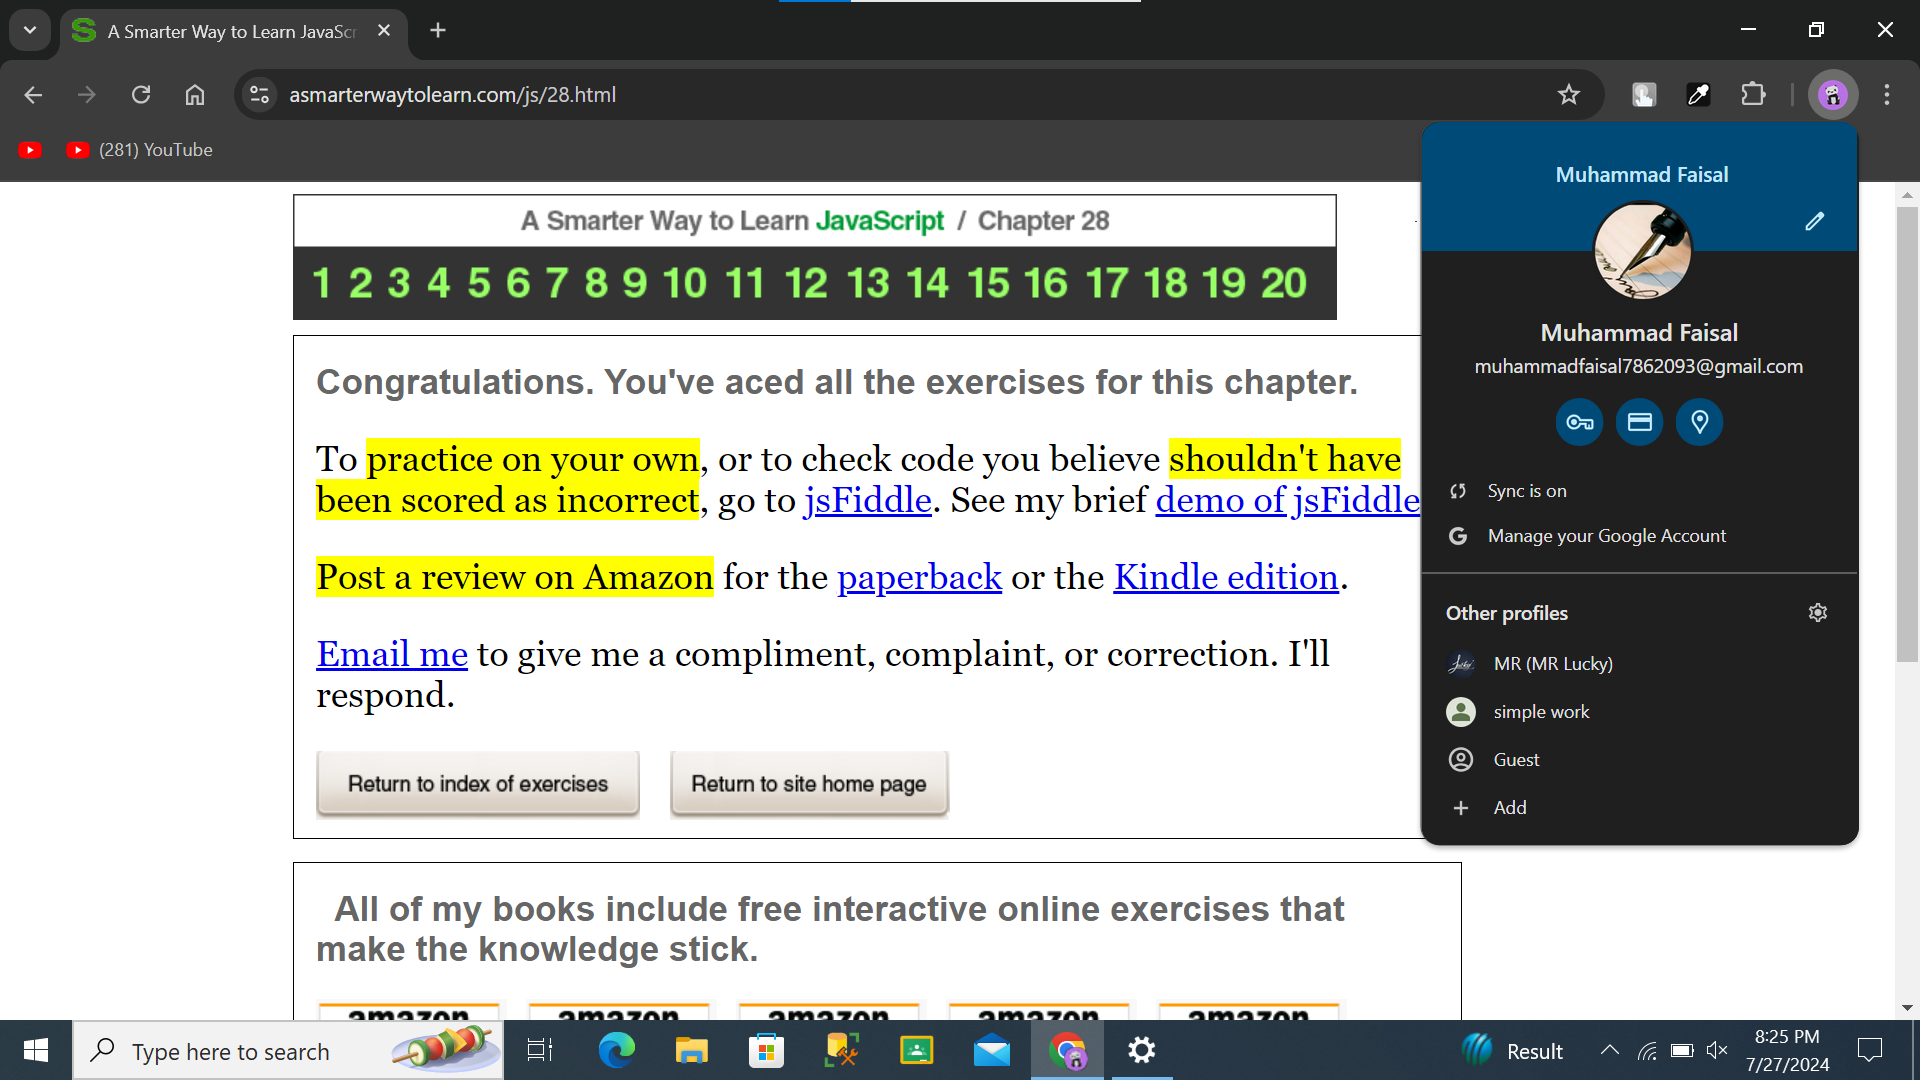 A Smarter Way to Learn JavaScr
asmarterwaytolearn.com/js/28.html
(281) YouTube
A Smarter Way to Learn JavaScript / Chapter 28
1 2 3 4 5 6 7 8 9 10 11 12 13 14 15 16 17 18 19 20
Congratulations. You've aced all the exercises for this chapter.
To practice on your own, or to check code you believe shouldn't have
been scored as incorrect, go to jsFiddle. See my brief demo of jsFiddle
Post a review on Amazon for the paperback or the Kindle edition.
Email me to give me a compliment, complaint, or correction. I'll
respond.
Return to index of exercises
Return to site home page
All of my books include free interactive online exercises that
make the knowledge stick.
amazon amazon amazon amazon amazon
Muhammad Faisal
Muhammad Faisal
muhammadfaisal7862093@gmail.com
Sync is on
Manage your Google Account
Other profiles
MR (MR Lucky)
simple work
Guest
Add
Type here to search
Result
8:25 PM
7/27/2024